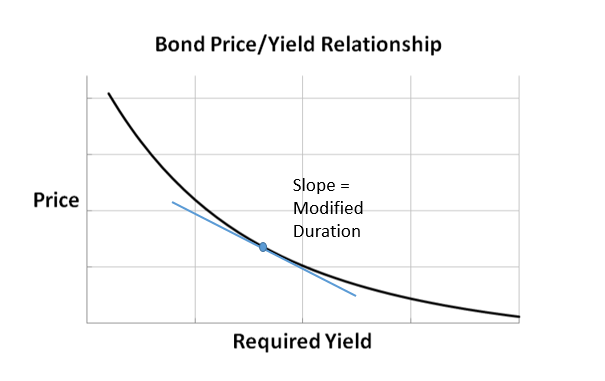 Bond Price/Yield Relationship
Slope =
Modified
Duration
Price
Required Yield